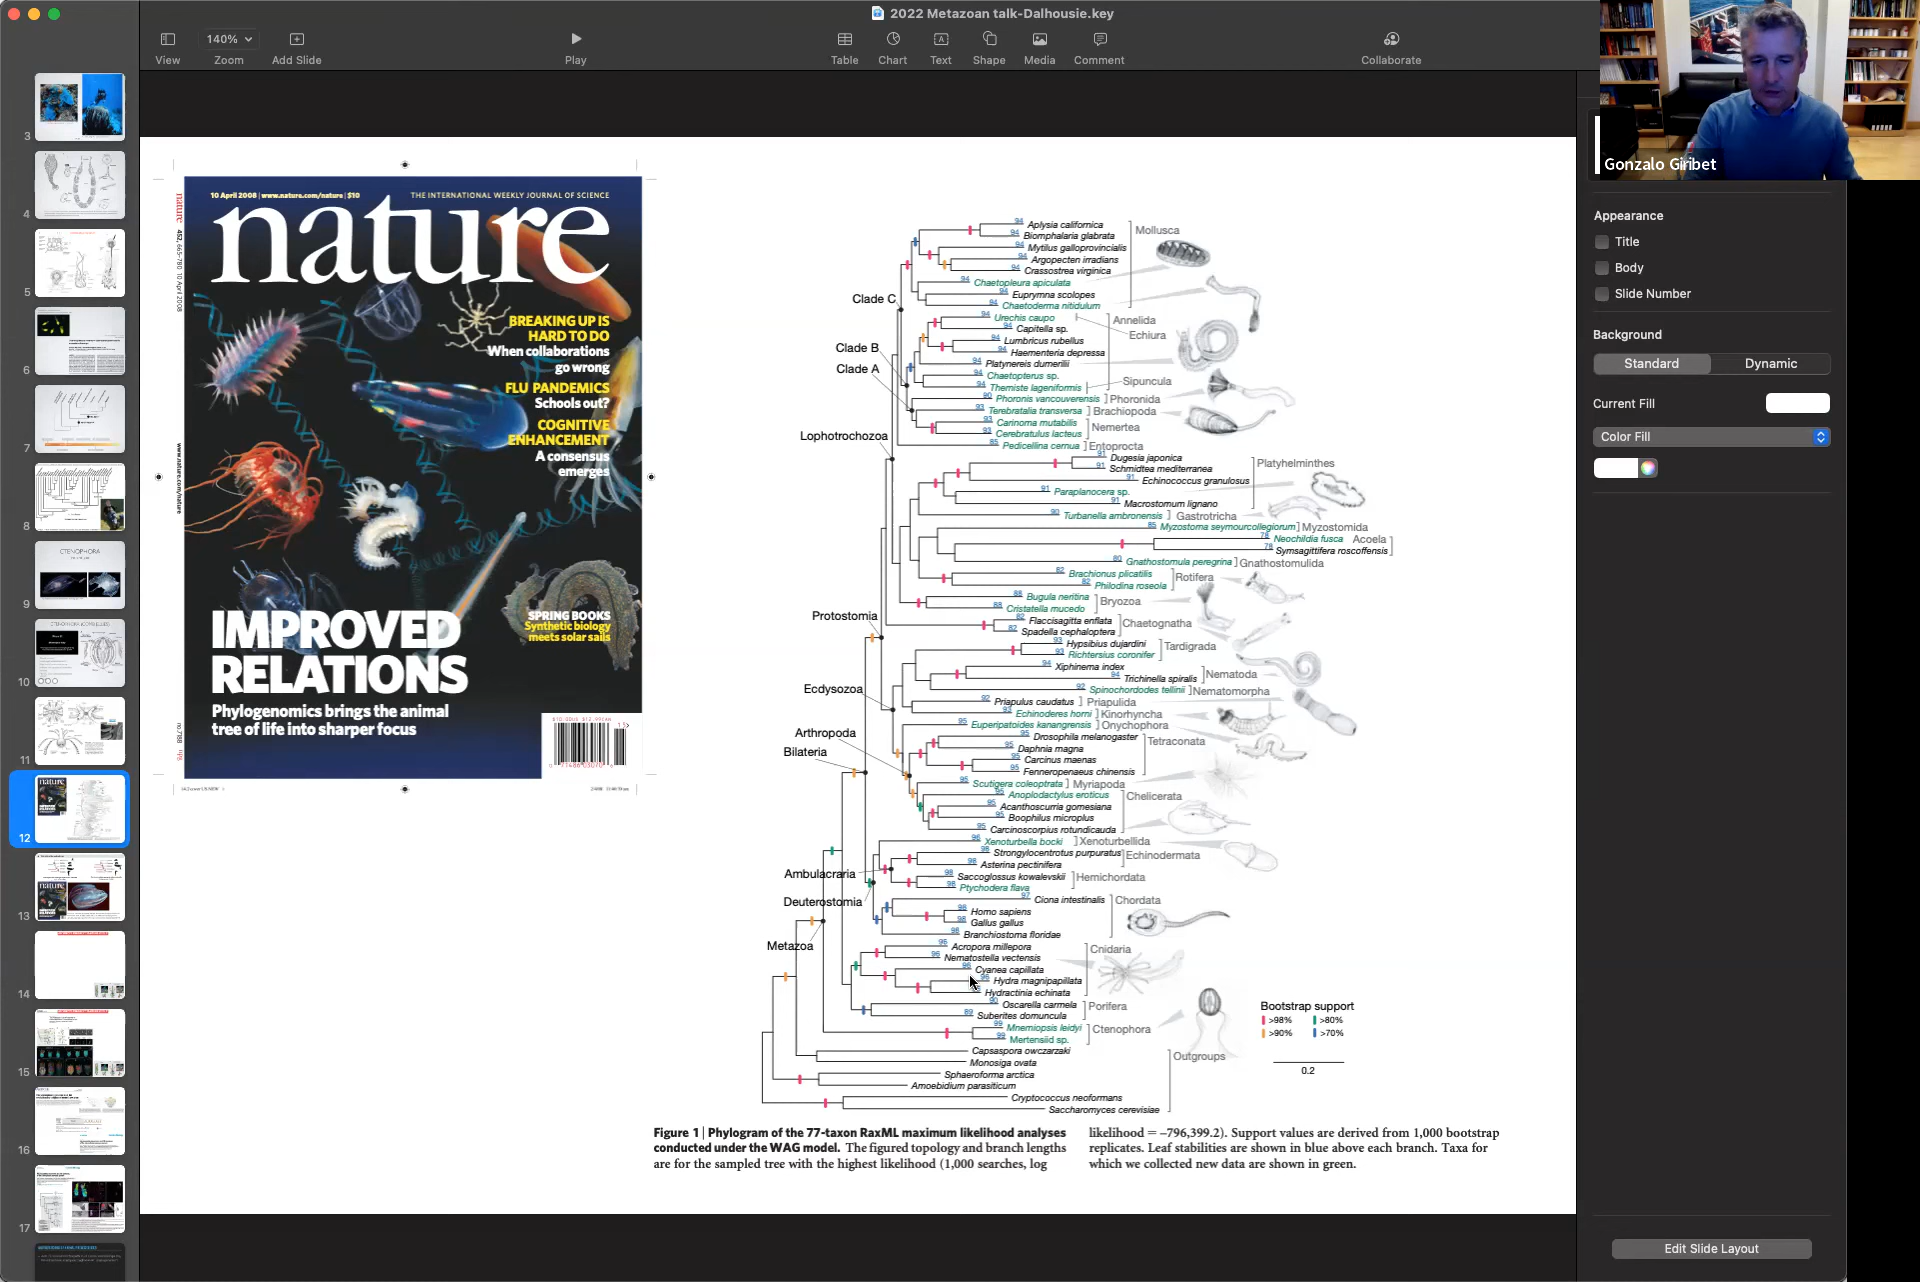 2022 Metazoan talk-Dalhousie.key
140%
View
Zoom
Add Slide
Play
Table
Chart
Text
Shape
Media
Comment
Collaborate
Gonzalo Giribet
3
4
5
6
7
8
9
CTENOPHORA
10
11
12
13
14
15
16
17
10 April 2008 | www.nature.com/nature | $10
THE INTERNATIONAL WEEKLY JOURNAL OF SCIENCE
nature
BREAKING UP IS
HARD TO DO
When collaborations
go wrong
FLU PANDEMICS
Schools out?
COGNITIVE
ENHANCEMENT
A consensus
emerges
IMPROVED
RELATIONS
Phylogenomics brings the animal
tree of life into sharper focus
SPRING BOOKS
Synthetic biology
meets solar sails
www.nature.com/nature
Aplysia californica
Biomphalaria glabrata
Mollusca
Mytilus galloprovincialis
Argopecten irradians
Crassostrea virginica
Chaetopleura apiculata
Euprymna scolopes
Clade C
Chaetoderma nitidulum
Urechis caupo
Annelida
Capitella sp.
Echiura
Lumbricus rubellus
Clade B
Haementeria depressa
Platynereis dumerilii
Clade A
Chaetopterus sp.
Themiste lageniformis
Sipuncula
Phoronis vancouverensis
Phoronida
Terebratalia transversa
Brachiopoda
Carinoma mutabilis
Nemertea
Cerebratulus lacteus
Lophotrochozoa
Pedicellina cernua
Entoprocta
Dugesia japonica
Platyhelminthes
Schmidtea mediterranea
Echinococcus granulosus
Paraplanocera sp.
Macrostomum lignano
Turbanella ambronensis
Gastrotricha
Myzostoma seymourcollegiorum
Myzostomida
Neochildia fusca
Acoela
Symsagittifera roscoffensis
Gnathostomula peregrina
Gnathostomulida
Brachionus plicatilis
Rotifera
Philodina roseola
Bugula neritina
Bryozoa
Cristatella mucedo
Protostomia
Flaccisagitta enflata
Chaetognatha
Spadella cephaloptera
Hypsibius dujardini
Tardigrada
Richtersius coronifer
Xiphinema index
Nematoda
Trichinella spiralis
Ecdysozoa
Spinochordodes tellinii
Nematomorpha
Priapulus caudatus
Priapulida
Echinoderes horni
Kinorhyncha
Euperipatoides kanangrensis
Onychophora
Arthropoda
Drosophila melanogaster
Tetraconata
Bilateria
Daphnia magna
Carcinus maenas
Fenneropenaeus chinensis
Scutigera coleoptrata
Myriapoda
Anoplodactylus eroticus
Chelicerata
Acanthoscurria gomesiana
Boophilus microplus
Carcinoscorpius rotundicauda
Xenoturbella bocki
Xenoturbellida
Strongylocentrotus purpuratus
Echinodermata
Asterina pectinifera
Ambulacraria
Saccoglossus kowalevskii
Hemichordata
Ptychodera flava
Deuterostomia
Ciona intestinalis
Chordata
Homo sapiens
Gallus gallus
Branchiostoma floridae
Metazoa
Acropora millepora
Cnidaria
Nematostella vectensis
Cyanea capillata
Hydra magnipapillata
Hydractinia echinata
Oscarella carmela
Porifera
Suberites domuncula
Mnemiopsis leidyi
Ctenophora
Mertensiid sp.
Capsaspora owczarzaki
Outgroups
Monosiga ovata
Sphaeroforma arctica
Amoebidium parasiticum
Cryptococcus neoformans
Saccharomyces cerevisiae
Bootstrap support
>98% >80%
>90% >70%
0.2
Figure 1 | Phylogram of the 77-taxon RaxML maximum likelihood analyses
conducted under the WAG model. The figured topology and branch lengths
are for the sampled tree with the highest likelihood (1,000 searches, log
likelihood = –796,399.2). Support values are derived from 1,000 bootstrap
replicates. Leaf stabilities are shown in blue above each branch. Taxa for
which we collected new data are shown in green.
Appearance
Title
Body
Slide Number
Background
Standard
Dynamic
Current Fill
Color Fill
Edit Slide Layout